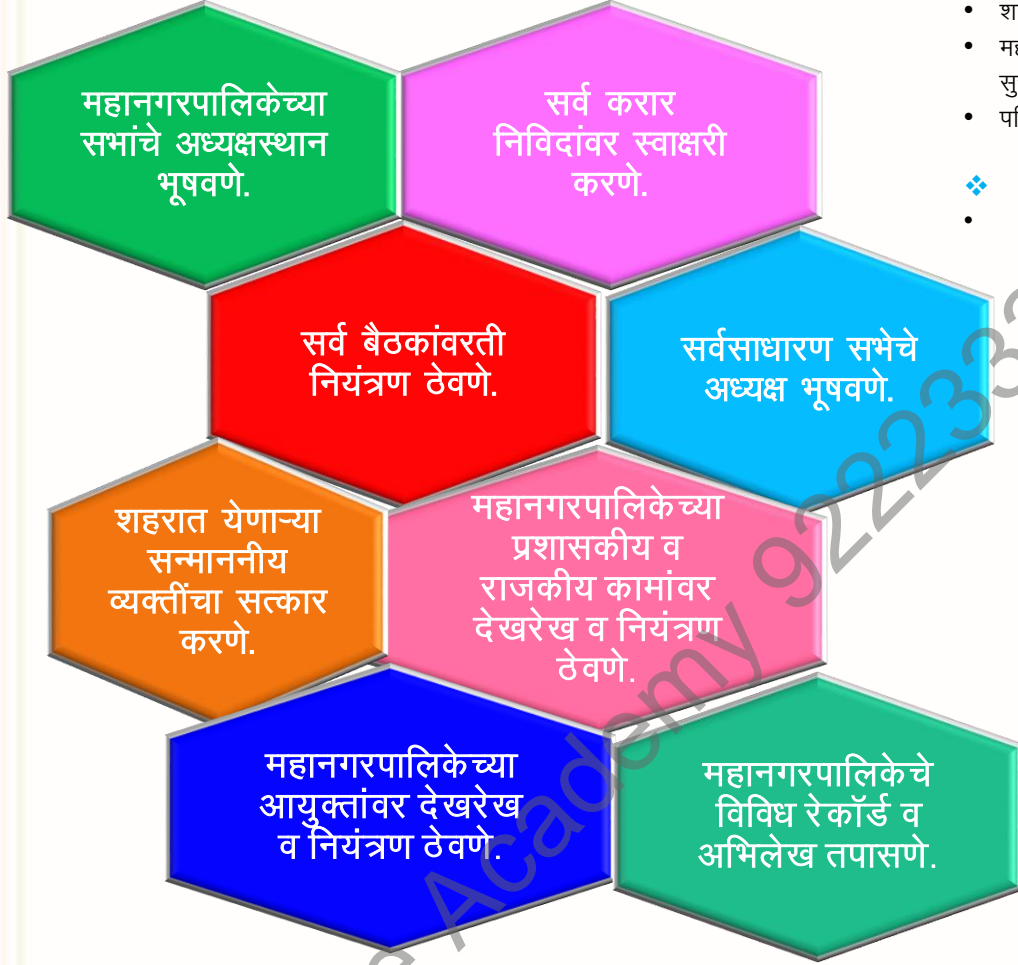 महानगरपालिकेच्या
सभांचे अध्यक्षस्थान
भूषवणे.
सर्व करार
निविदांवर स्वाक्षरी
करणे.
सर्व बैठकांवरती
नियंत्रण ठेवणे.
सर्वसाधारण सभेचे
अध्यक्ष भूषवणे.
शहरात येणाऱ्या
सन्माननीय
व्यक्तींचा सत्कार
करणे.
महानगरपालिकेच्या
प्रशासकीय व
राजकीय कामांवर
देखरेख व नियंत्रण
ठेवणे.
महानगरपालिकेच्या
आयुक्तांवर देखरेख
व नियंत्रण ठेवणे.
महानगरपालिकेचे
विविध रेकॉर्ड व
अभिलेख तपासणे.
Academy 922233